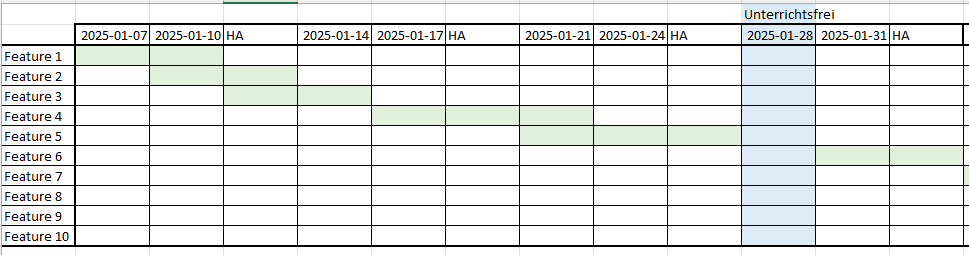 Unterrichtsfrei
2025-01-07 2025-01-10 HA 2025-01-14 2025-01-17 HA 2025-01-21 2025-01-24 HA 2025-01-28 2025-01-31 HA
Feature 1
Feature 2
Feature 3
Feature 4
Feature 5
Feature 6
Feature 7
Feature 8
Feature 9
Feature 10